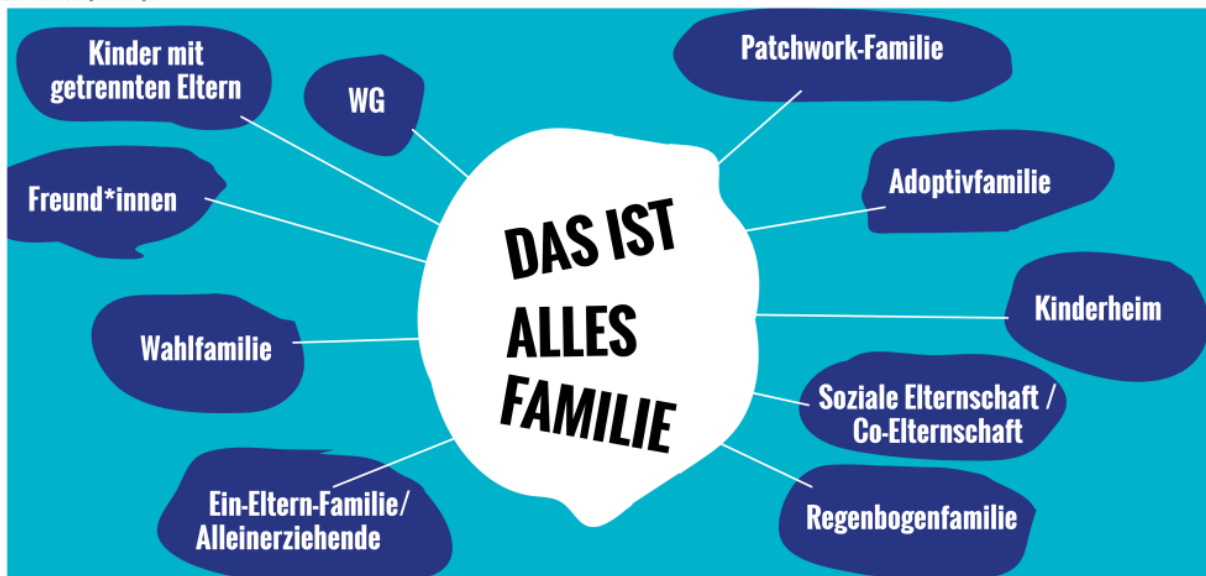 Kinder mit
getrennten Eltern
WG
Patchwork-Familie
Freund*innen
Adoptivfamilie
DAS IST
ALLES
FAMILIE
Kinderheim
Wahlfamilie
Soziale Elternschaft /
Co-Elternschaft
Ein-Eltern-Familie/
Alleinerziehende
Regenbogenfamilie